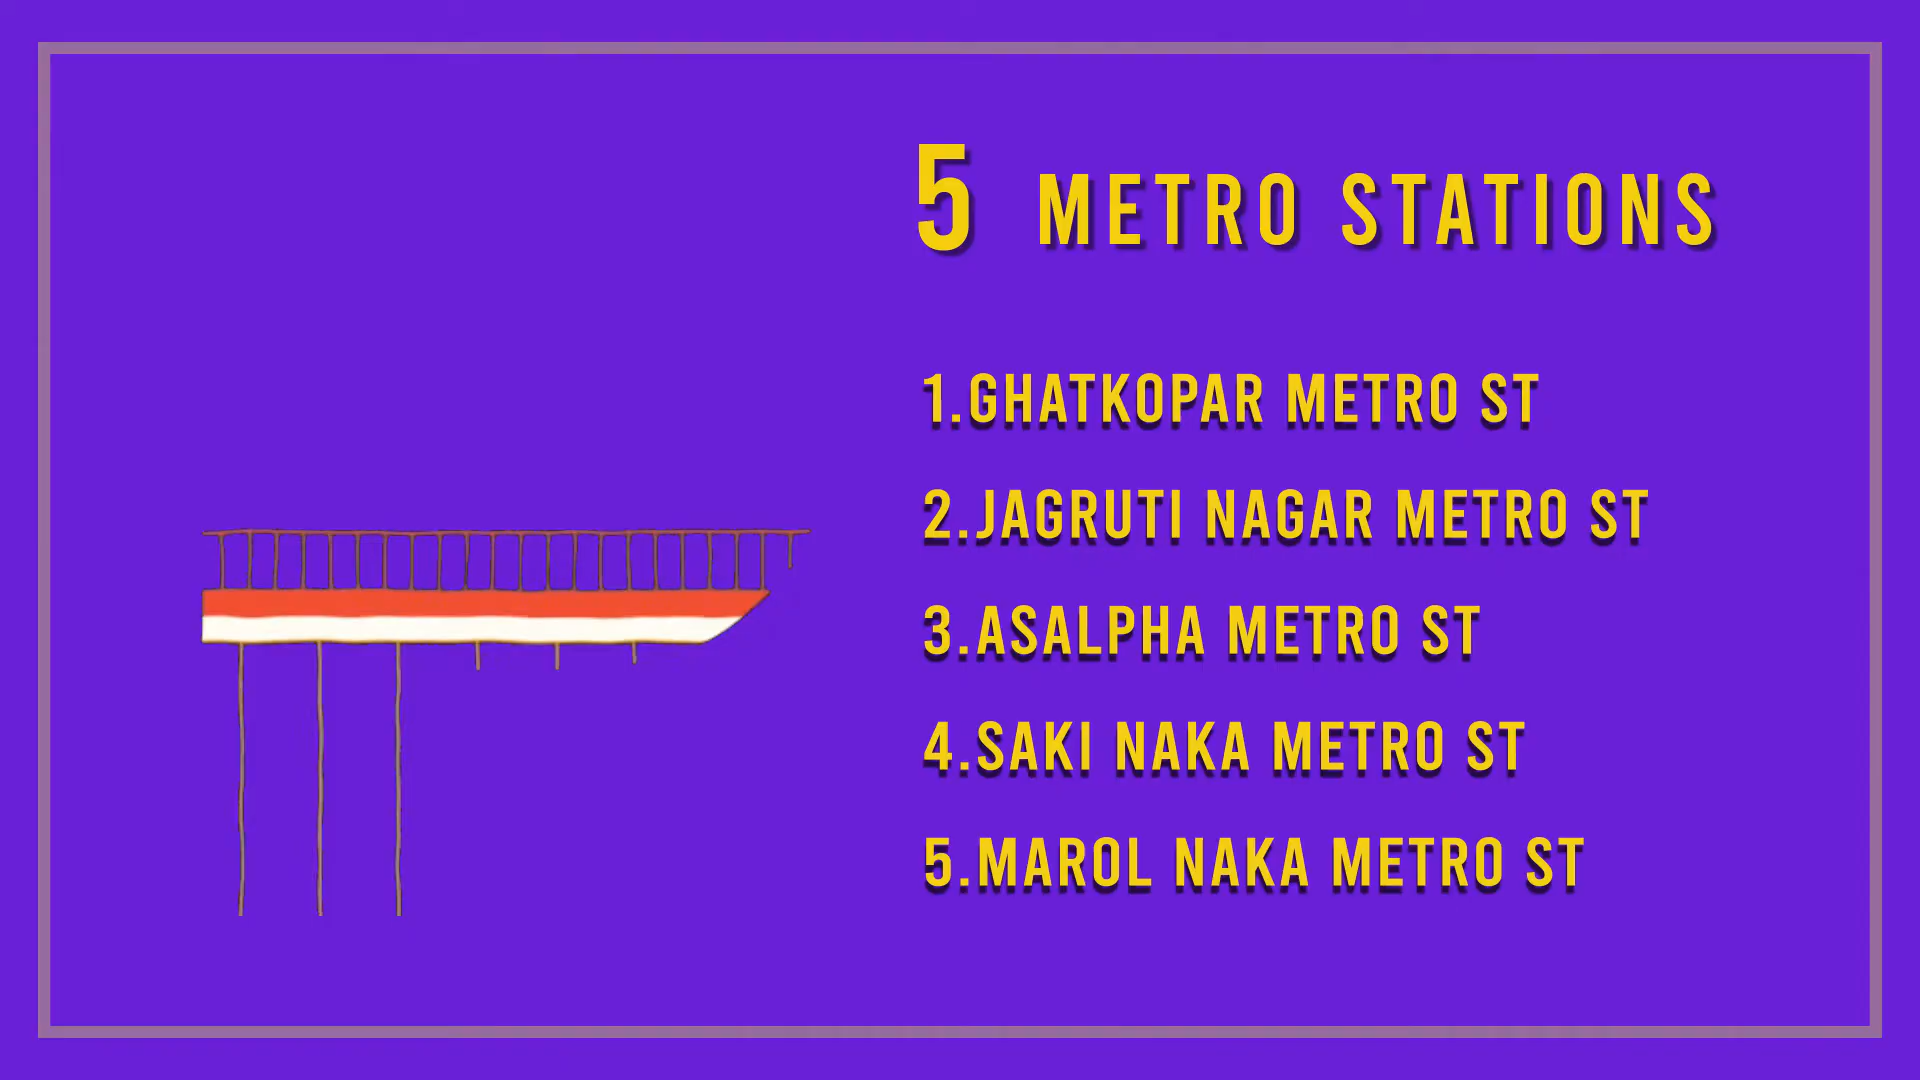 5 METRO STATIONS
1.GHATKOPAR METRO ST
2.JAGRUTI NAGAR METRO ST
3.ASALPHA METRO ST
4.SAKI NAKA METRO ST
5.MAROL NAKA METRO ST